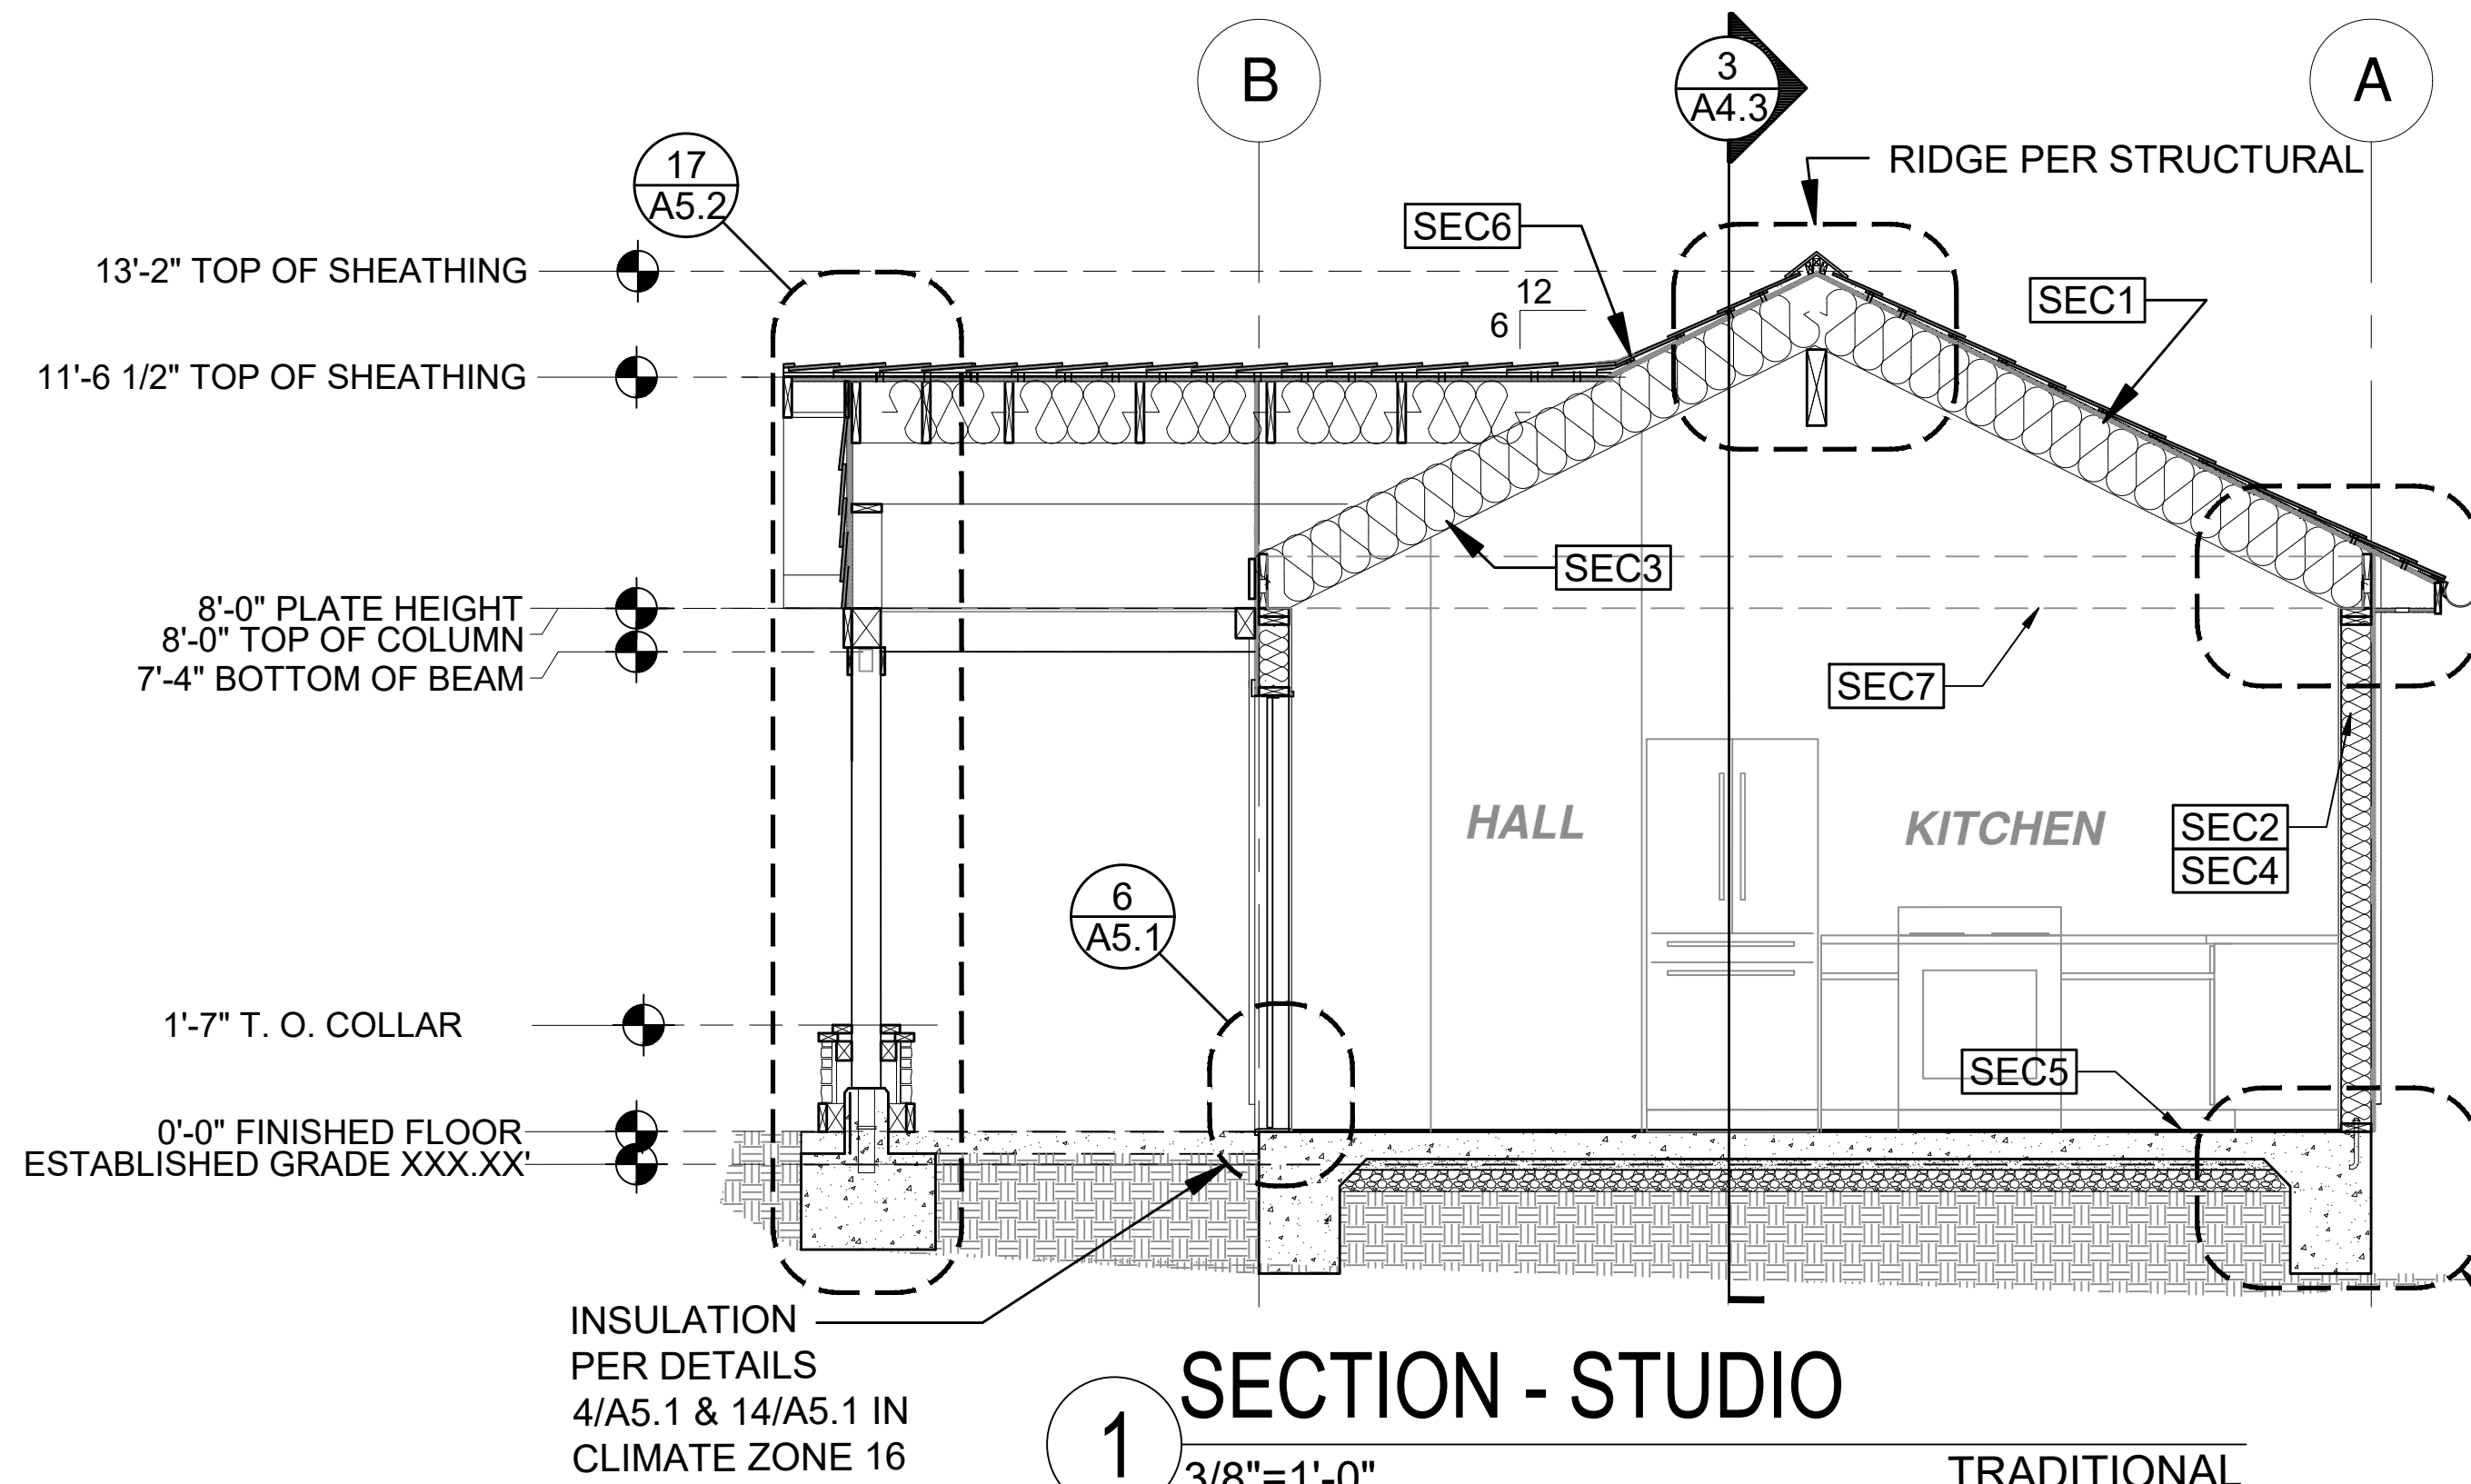 B
3
A4.3
A
17
A5.2
RIDGE PER STRUCTURAL
SEC6
13'-2" TOP OF SHEATHING
12
6
SEC1
11'-6 1/2" TOP OF SHEATHING
SEC3
8'-0" PLATE HEIGHT
8'-0" TOP OF COLUMN
7'-4" BOTTOM OF BEAM
SEC7
HALL
KITCHEN
SEC2
SEC4
6
A5.1
1'-7" T. O. COLLAR
SEC5
0'-0" FINISHED FLOOR
ESTABLISHED GRADE XXX.XX'
INSULATION
PER DETAILS
4/A5.1 & 14/A5.1 IN
CLIMATE ZONE 16
1
SECTION - STUDIO
3/8"=1'-0"
TRADITIONAL